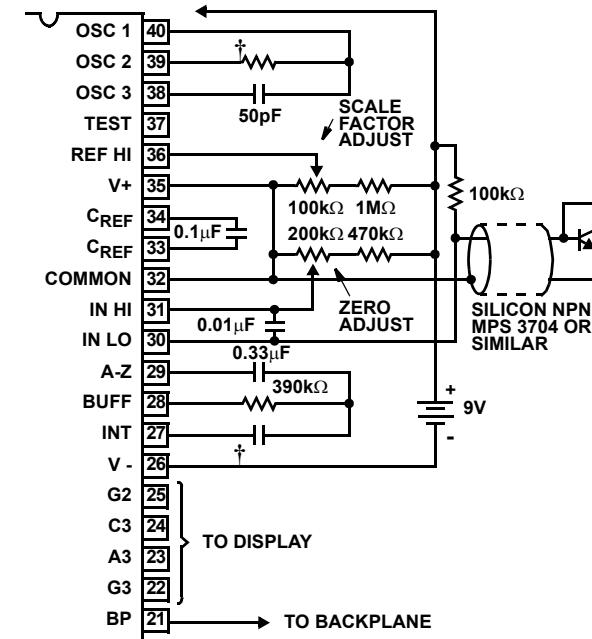 OSC 1 40
OSC 2 39 †
OSC 3 38
50pF
TEST 37
SCALE
FACTOR
ADJUST
REF HI 36
V+ 35
100kΩ 1MΩ
100kΩ
CREF 34
0.1μF
200kΩ 470kΩ
CREF 33
COMMON 32
IN HI 31
0.01μF
ZERO
ADJUST
SILICON NPN
MPS 3704 OR
SIMILAR
IN LO 30
0.33μF
A-Z 29
390kΩ
BUFF 28
+
9V
-
INT 27
†
V - 26
G2 25
C3 24
TO DISPLAY
A3 23
G3 22
BP 21
TO BACKPLANE